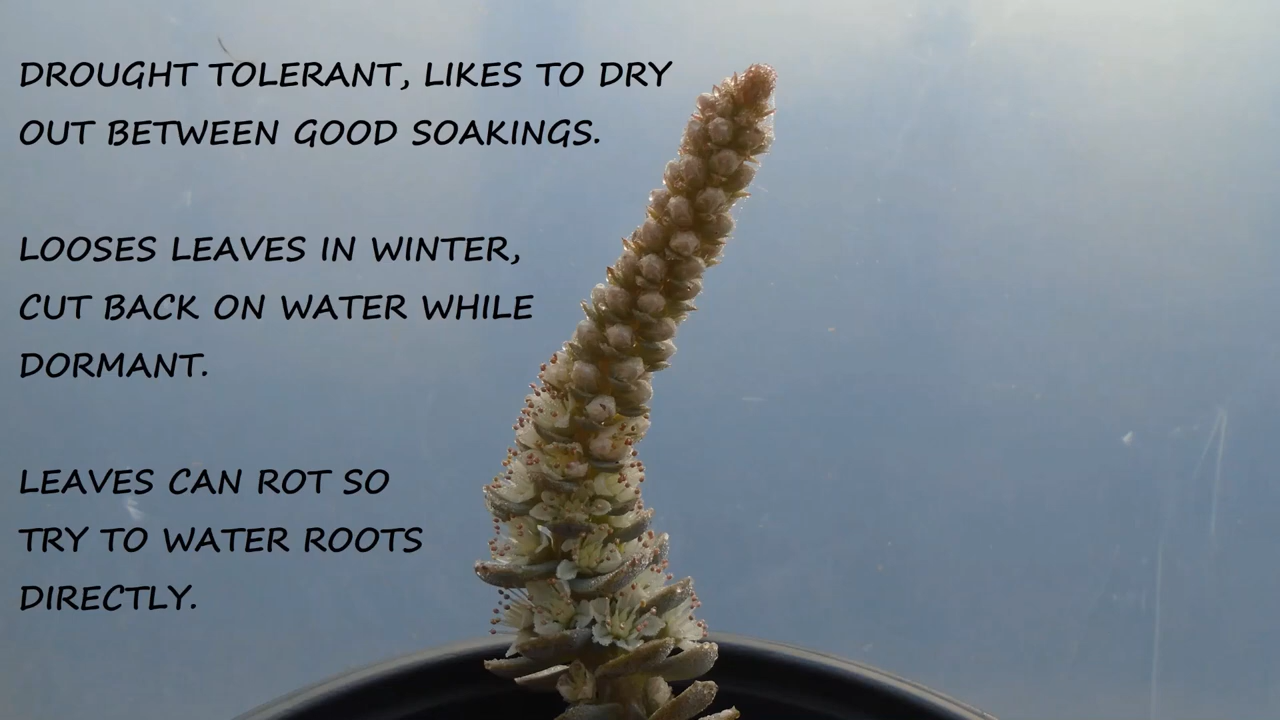 DROUGHT TOLERANT, LIKES TO DRY
OUT BETWEEN GOOD SOAKINGS.
LOOSES LEAVES IN WINTER,
CUT BACK ON WATER WHILE
DORMANT.
LEAVES CAN ROT SO
TRY TO WATER ROOTS
DIRECTLY.